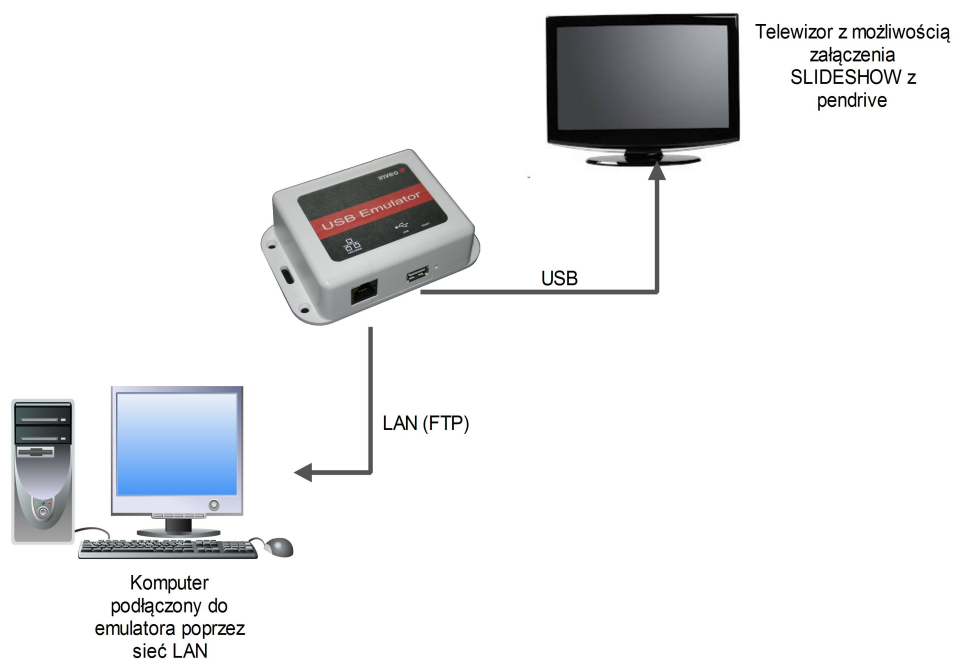 Telewizor z możliwością
załączenia
SLIDESHOW z
pendrive
inveo
USB Emulator
USB
LAN (FTP)
Komputer
podłączony do
emulatora poprzez
sieć LAN